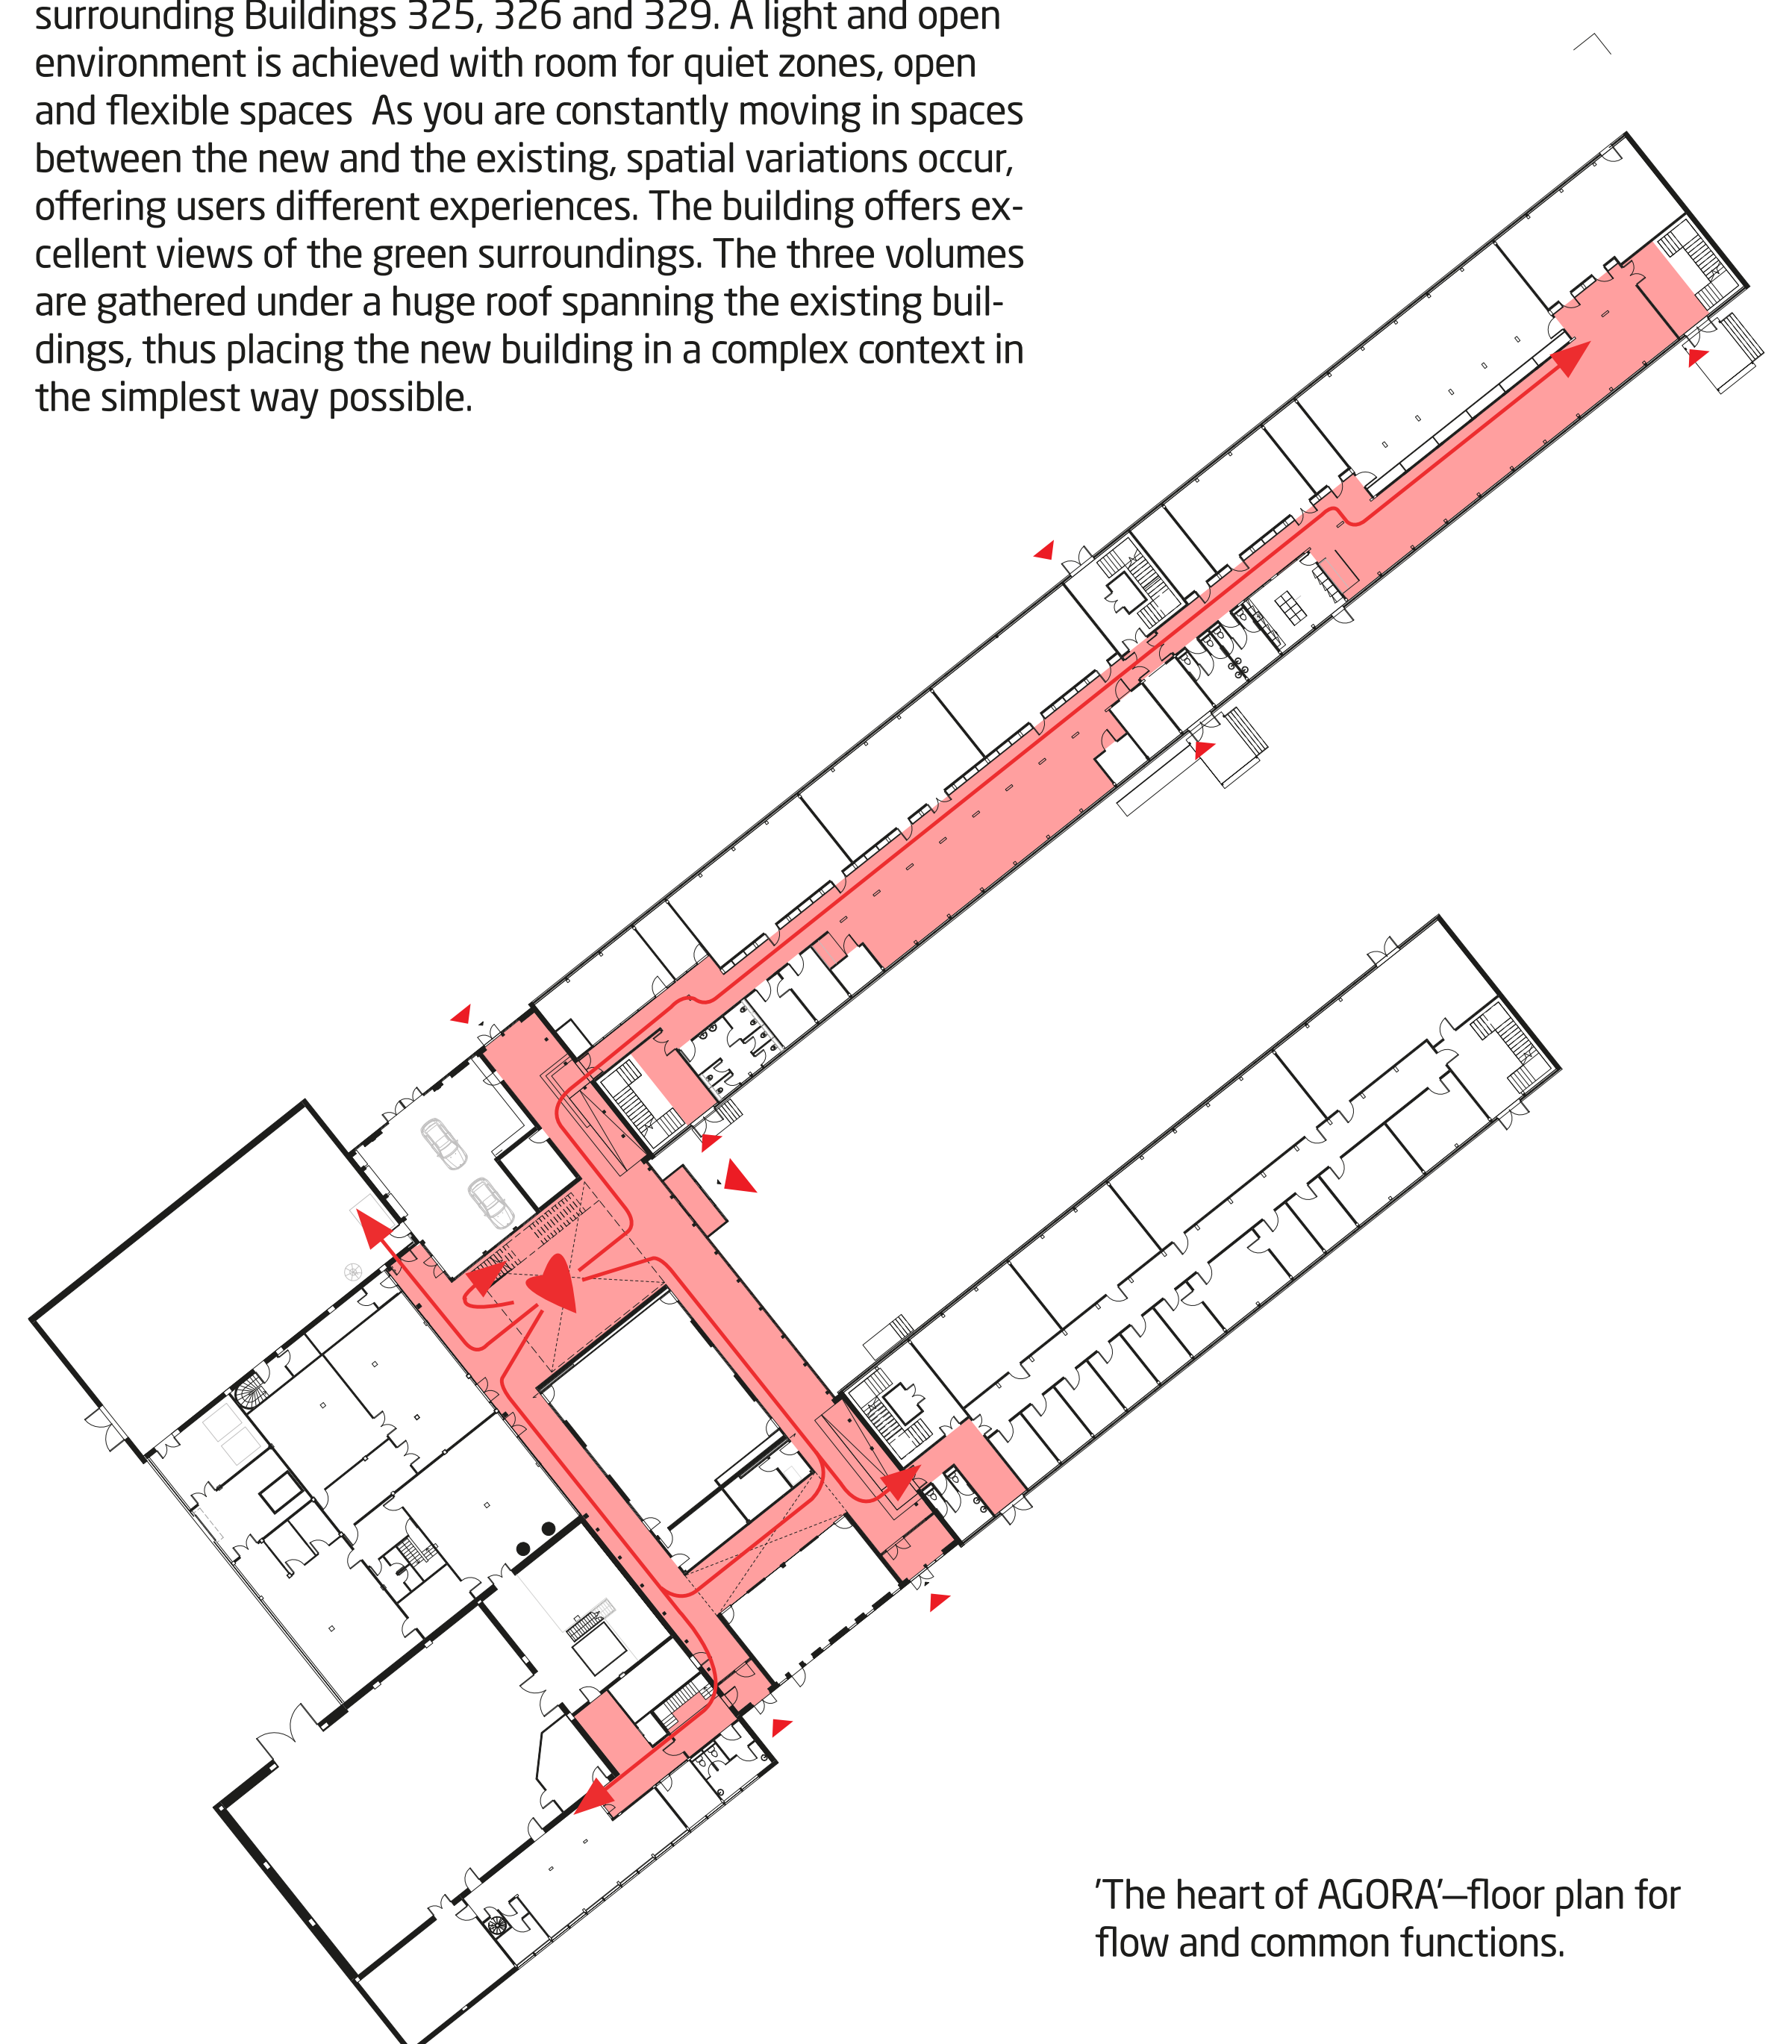 surrounding Buildings 325, 326 and 329. A light and open
environment is achieved with room for quiet zones, open
and flexible spaces  As you are constantly moving in spaces
between the new and the existing, spatial variations occur,
offering users different experiences. The building offers ex-
cellent views of the green surroundings. The three volumes
are gathered under a huge roof spanning the existing buil-
dings, thus placing the new building in a complex context in
the simplest way possible.
’The heart of AGORA’—floor plan for
flow and common functions.